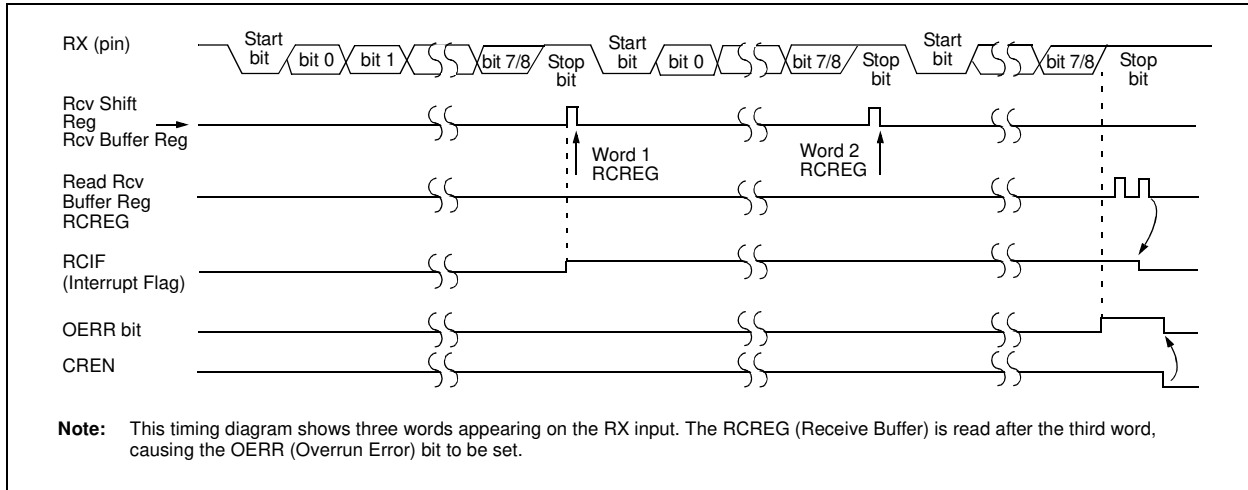 RX (pin)
Start
bit
bit 0
bit 1
bit 7/8
Stop
bit
Start
bit
bit 0
bit 7/8
Stop
bit
Start
bit
bit 7/8
Stop
bit
Rcv Shift
Reg
Rcv Buffer Reg
Word 1
RCREG
Word 2
RCREG
Read Rcv
Buffer Reg
RCREG
RCIF
(Interrupt Flag)
OERR bit
CREN
Note: This timing diagram shows three words appearing on the RX input. The RCREG (Receive Buffer) is read after the third word,
causing the OERR (Overrun Error) bit to be set.